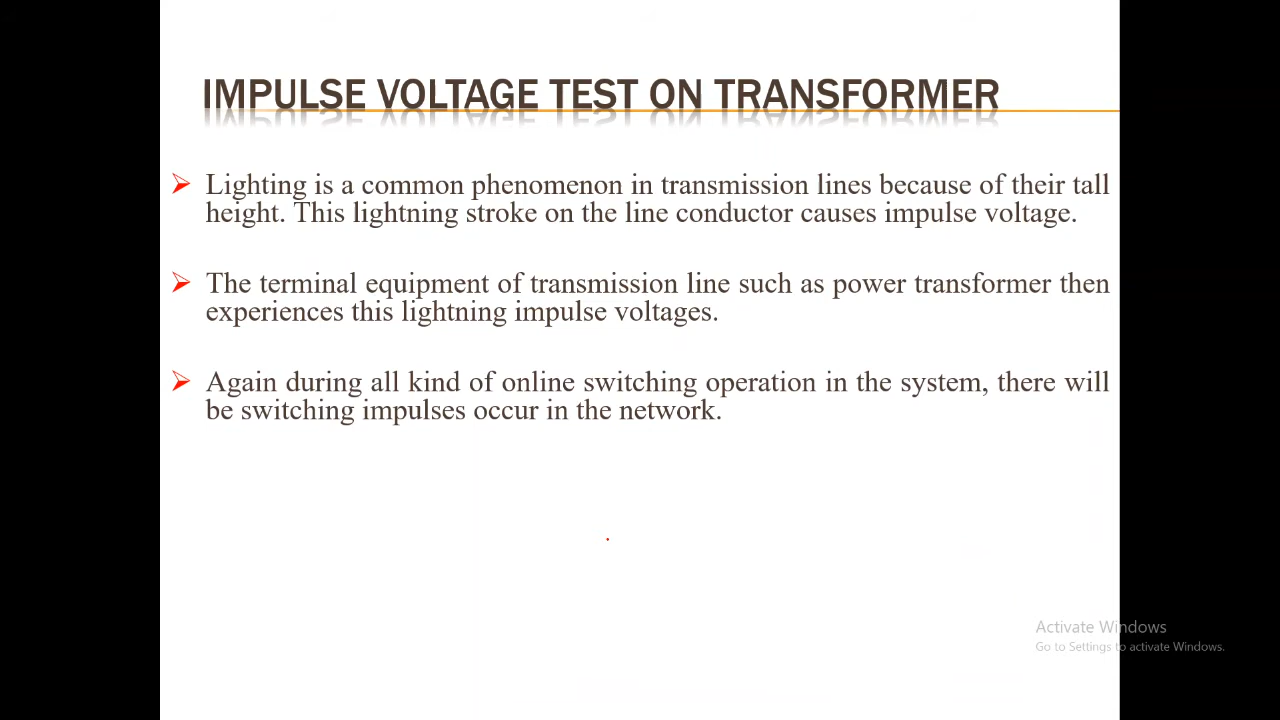 IMPULSE VOLTAGE TEST ON TRANSFORMER
Lighting is a common phenomenon in transmission lines because of their tall
height. This lightning stroke on the line conductor causes impulse voltage.
The terminal equipment of transmission line such as power transformer then
experiences this lightning impulse voltages.
Again during all kind of online switching operation in the system, there will
be switching impulses occur in the network.
Activate Windows
Go to Settings to activate Windows.